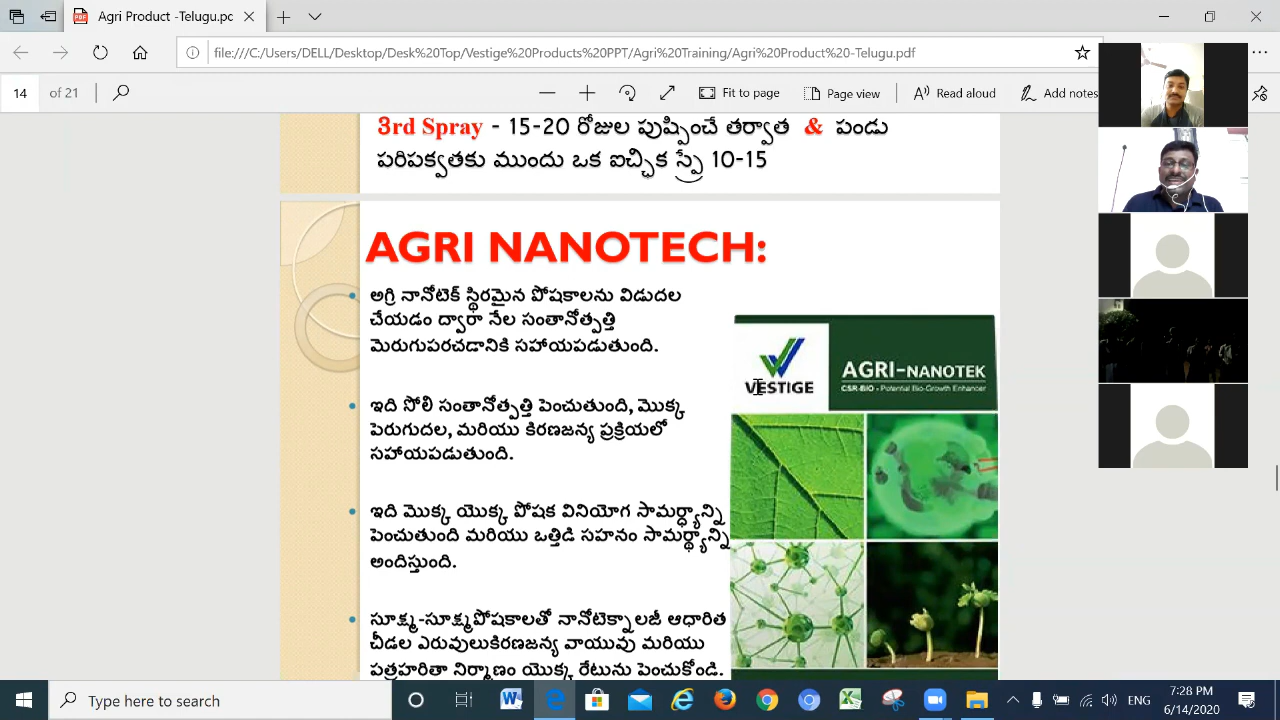 Telugu
Agri Product -Telugu.pdf
file:///C:/Users/DELL/Desktop/Desk%20Top/Vestige%20Products%20PPT/Agri%20Training/Agri%20Product%20-Telugu.pdf
14 of 21
Fit to page
Page view
Read aloud
Add notes
3rd Spray - 15-20 రోజుల పుష్పించే తర్వాత & పండు
పరిపక్వతకు ముందు ఒక ఐచ్ఛిక స్ప్రే 10-15
AGRI NANOTECH:
అగ్రి నానోటెక్ స్థిరమైన పోషకాలను విడుదల
చేయడం ద్వారా నేల సంతానోత్పత్తి
మెరుగుపరచడానికి సహాయపడుతుంది.
ఇది సోలి సంతానోత్పత్తి పెంచుతుంది, మొక్క
పెరుగుదల, మరియు కిరణజన్య ప్రక్రియలో
సహాయపడుతుంది.
ఇది మొక్క యొక్క పోషక వినియోగ సామర్ధ్యాన్ని
పెంచుతుంది మరియు ఒత్తిడి సహనం సామర్థ్యాన్ని
అందిస్తుంది.
సూక్ష్మ-సూక్ష్మపోషకాలతో నానోటెక్నాలజీ ఆధారిత
చీడల ఎరువులుకిరణజన్య వాయువు మరియు
పత్రహరితా నిర్మాణం యొక్క రేటును పెంచుకోండి.
VESTIGE
AGRI-NANOTEK
CSR-BIO - Potential Bio-Growth Enhancer
Type here to search
7:28 PM
6/14/2020